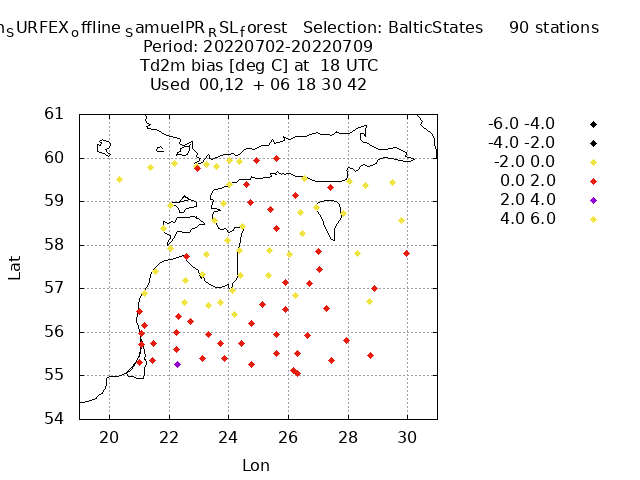 SURFEXoffline SamuelPRRSLforest Selection: BalticStates 90 stations
Period: 20220702-20220709
Td2m bias [deg C] at 18 UTC
Used 00,12 + 06 18 30 42
-6.0 -4.0
-4.0 -2.0
-2.0 0.0
0.0 2.0
2.0 4.0
4.0 6.0
61
60
59
58
57
56
55
54
Lat
20 22 24 26 28 30
Lon